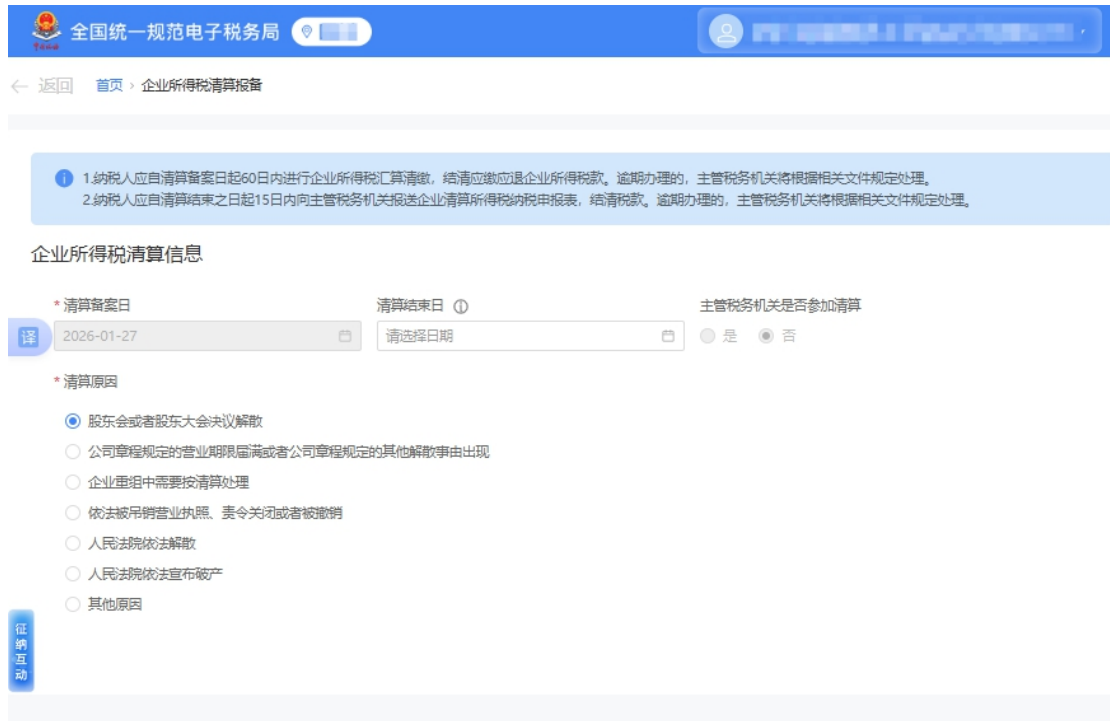 全国统一规范电子税务局
返回 首页 › 企业所得税清算报备
1.纳税人应自清算备案日起60日内进行企业所得税汇算清缴，结清应缴应退企业所得税款。逾期办理的，主管税务机关将根据相关文件规定处理。
2.纳税人应自清算结束之日起15日内向主管税务机关报送企业清算所得税纳税申报表，结清税款。逾期办理的，主管税务机关将根据相关文件规定处理。
企业所得税清算信息
* 清算备案日 清算结束日 主管税务机关是否参加清算
译 2026-01-27 请选择日期 是 否
* 清算原因
股东会或者股东大会决议解散
公司章程规定的营业期限届满或者公司章程规定的其他解散事由出现
企业重组中需要按清算处理
依法被吊销营业执照、责令关闭或者被撤销
人民法院依法解散
人民法院依法宣布破产
其他原因
征纳互动